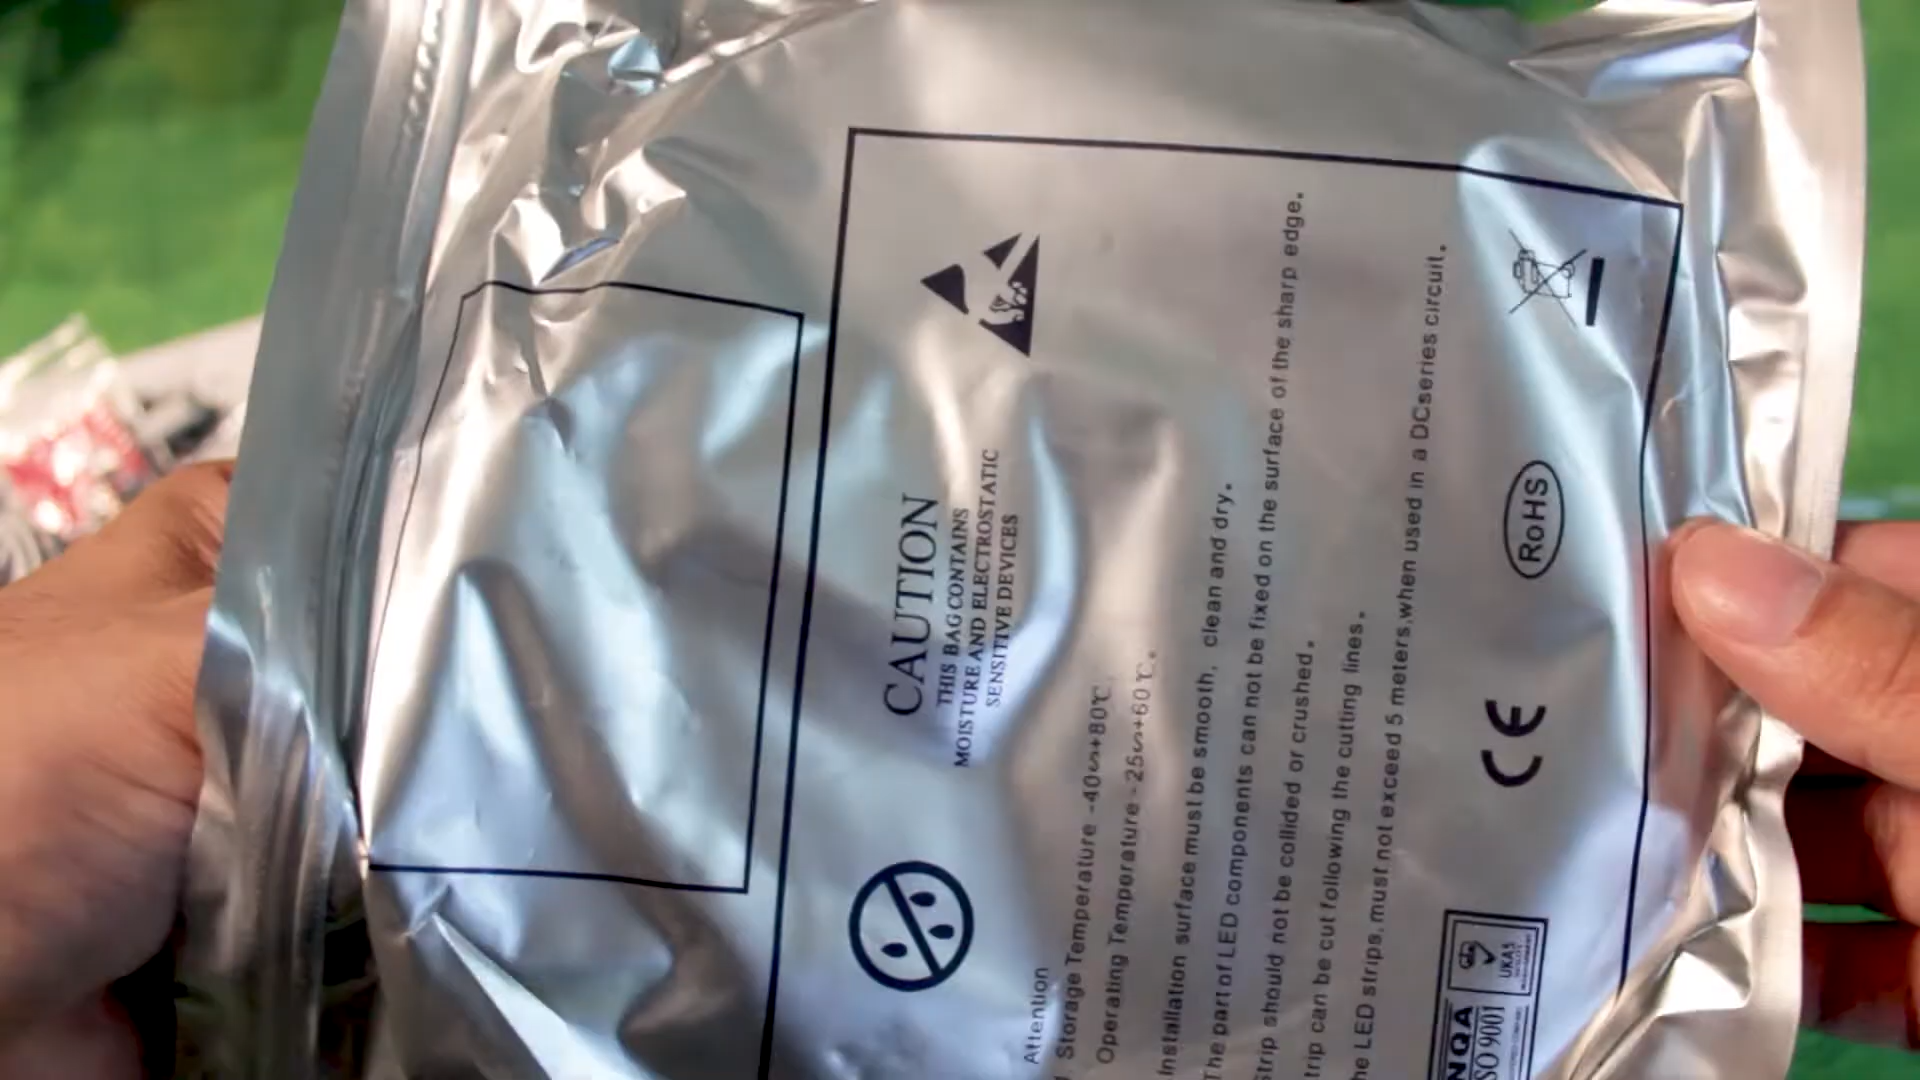 CAUTION
THIS BAG CONTAINS
MOISTURE AND ELECTROSTATIC
SENSITIVE DEVICES
Attention
Storage Temperature -40∽+80℃
Operating Temperature -25∽+60℃.
Installation surface must be smooth, clean and dry.
The part of LED components can not be fixed on the surface of the sharp edge.
Strip should not be collided or crushed.
trip can be cut following the cutting lines.
he LED strips, must not exceed 5 meters, when used in a DCseries circuit.
NQA
ISO 9001
UKAS
CE
RoHS